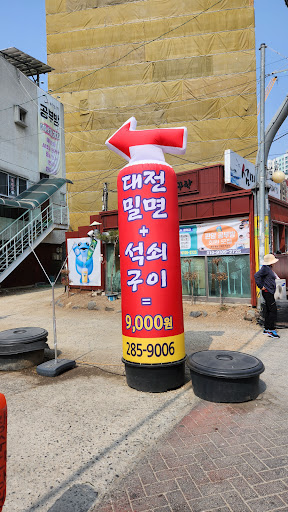 대전
밀면
+
석쇠
구이
=
9,000원
285-9006